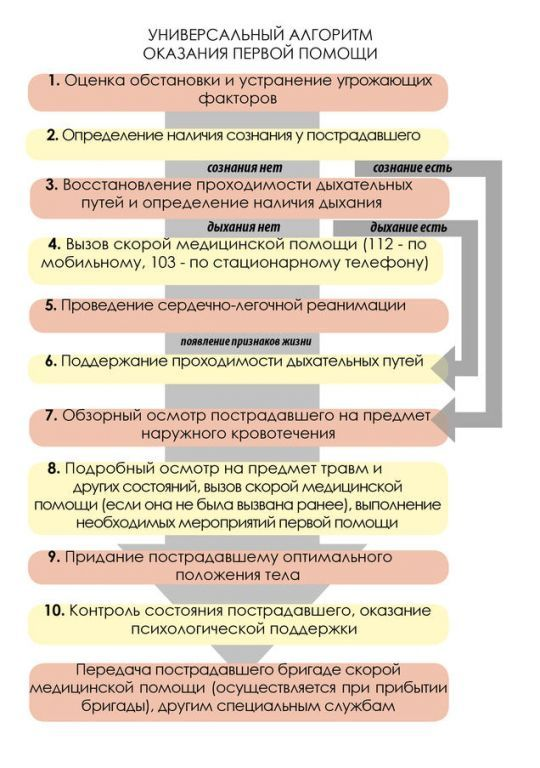 УНИВЕРСАЛЬНЫЙ АЛГОРИТМ
ОКАЗАНИЯ ПЕРВОЙ ПОМОЩИ
1. Оценка обстановки и устранение угрожающих
факторов
2. Определение наличия сознания у пострадавшего
сознания нет
сознание есть
3. Восстановление проходимости дыхательных
путей и определение наличия дыхания
дыхания нет
дыхание есть
4. Вызов скорой медицинской помощи (112 - по
мобильному, 103 - по стационарному телефону)
5. Проведение сердечно-легочной реанимации
появление признаков жизни
6. Поддержание проходимости дыхательных путей
7. Обзорный осмотр пострадавшего на предмет
наружного кровотечения
8. Подробный осмотр на предмет травм и
других состояний, вызов скорой медицинской
помощи (если она не была вызвана ранее), выполнение
необходимых мероприятий первой помощи
9. Придание пострадавшему оптимального
положения тела
10. Контроль состояния пострадавшего, оказание
психологической поддержки
Передача пострадавшего бригаде скорой
медицинской помощи (осуществляется при прибытии
бригады), другим специальным службам